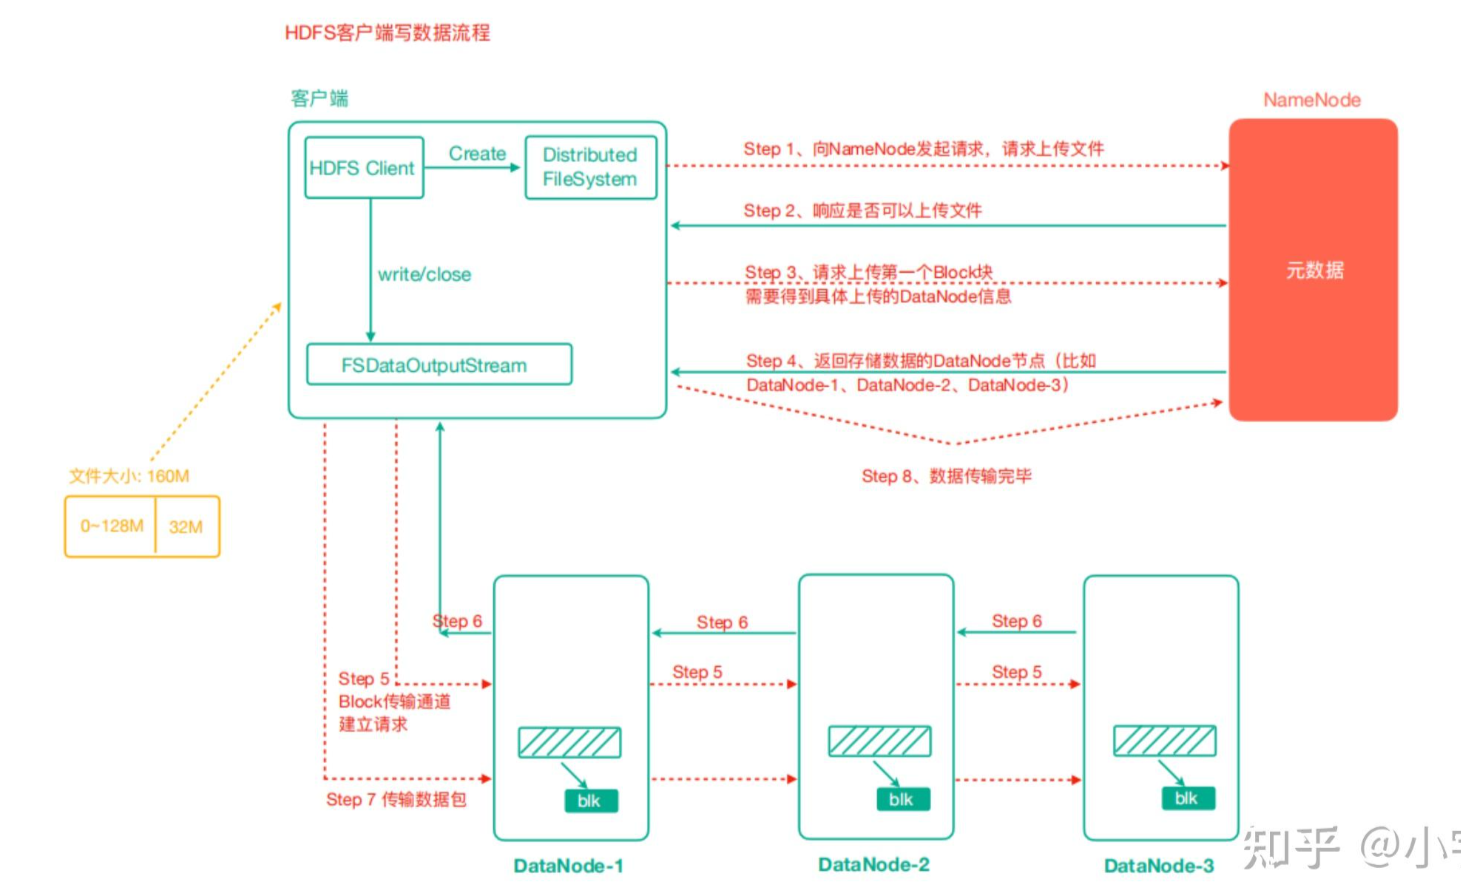 HDFS客户端写数据流程
客户端
NameNode
HDFS Client
Create
Distributed
FileSystem
Step 1、向NameNode发起请求，请求上传文件
Step 2、响应是否可以上传文件
write/close
Step 3、请求上传第一个Block块
需要得到具体上传的DataNode信息
元数据
FSDataOutputStream
Step 4、返回存储数据的DataNode节点（比如
DataNode-1、DataNode-2、DataNode-3）
文件大小: 160M
0~128M
32M
Step 8、数据传输完毕
Step 6
Step 6
Step 6
Step 5
Block传输通道
建立请求
Step 5
Step 5
Step 7 传输数据包
blk
blk
blk
DataNode-1
DataNode-2
DataNode-3
知乎 @小